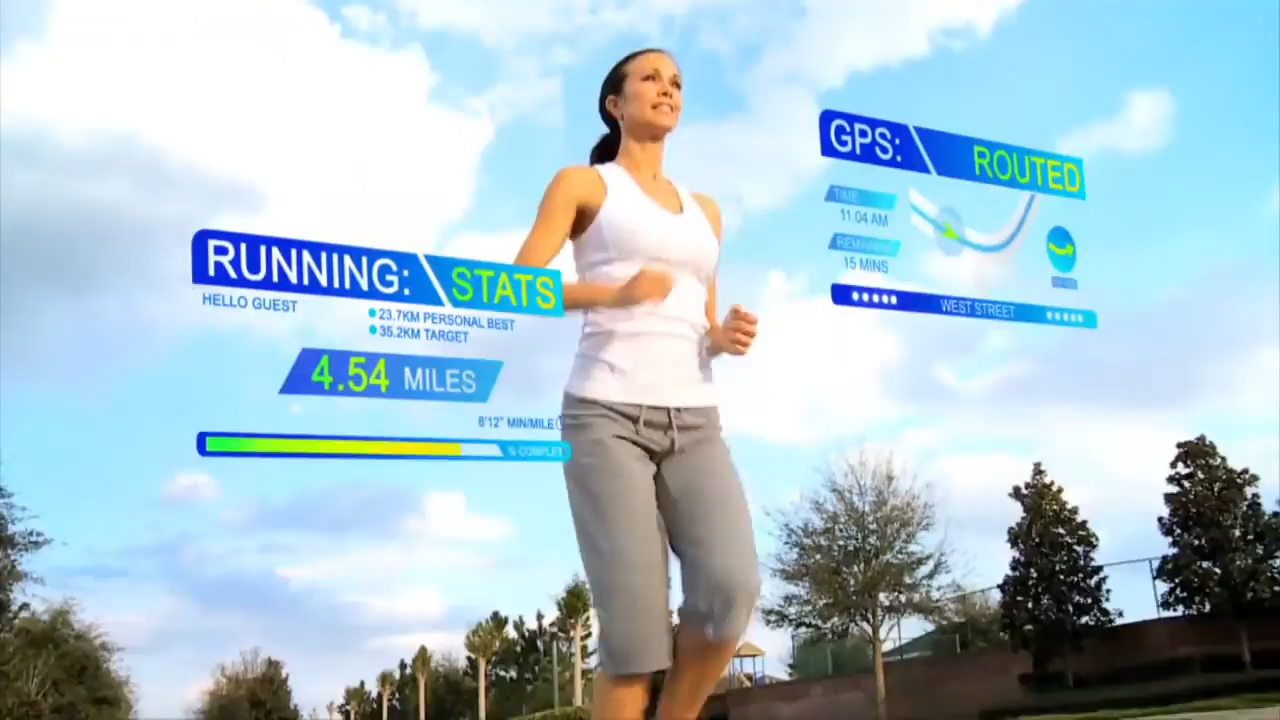 RUNNING: STATS
HELLO GUEST
23.7KM PERSONAL BEST
35.2KM TARGET
4.54 MILES
8'12" MIN/MILE
GPS: ROUTED
TIME
11.04 AM
REMAINING
15 MINS
WEST STREET